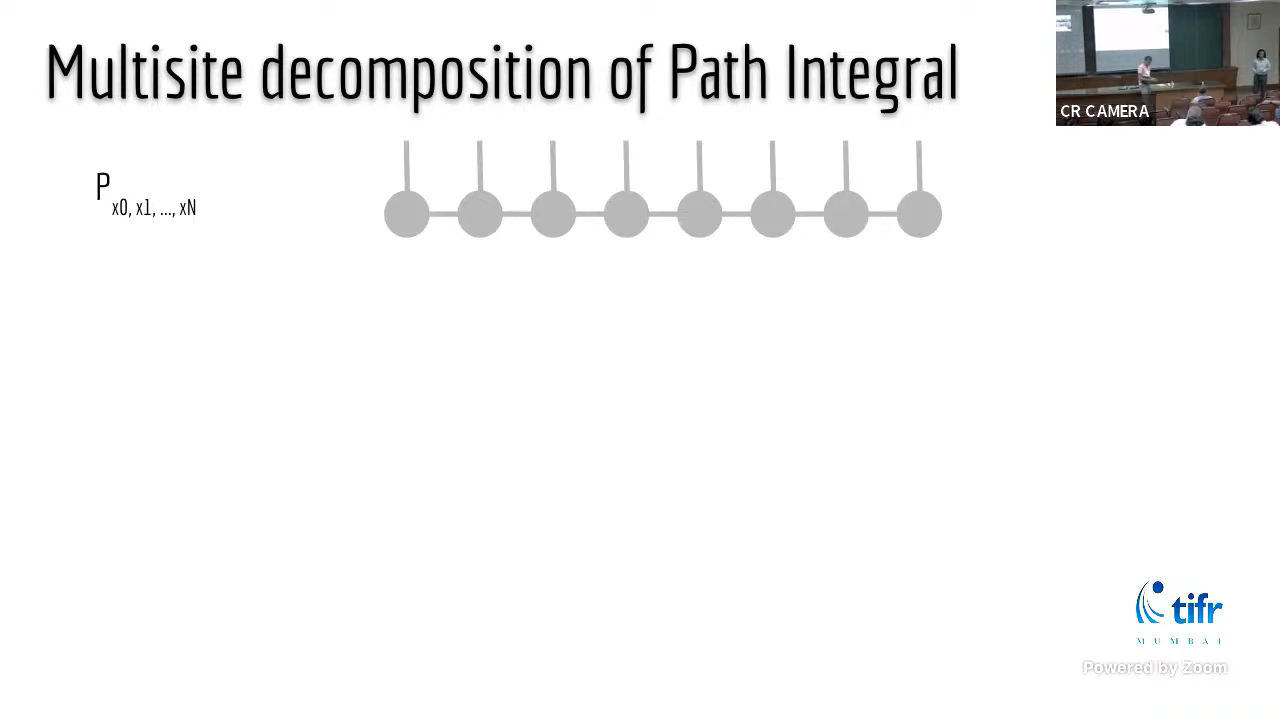 Multisite decomposition of Path Integral
CR CAMERA
P x0, x1, ..., xN
tifr
MUMBAI
Powered by Zoom